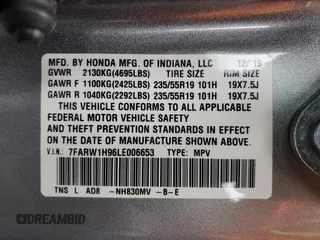 MFD. BY HONDA MFG. OF INDIANA, LLC 12/19
GVWR 2130KG(4695LBS) TIRE SIZE RIM SIZE
GAWR F 1100KG(2425LBS) 235/55R19 101H 19X7.5J
GAWR R 1040KG(2292LBS) 235/55R19 101H 19X7.5J
THIS VEHICLE CONFORMS TO ALL APPLICABLE
FEDERAL MOTOR VEHICLE SAFETY
AND THEFT PREVENTION STANDARDS IN EFFECT
ON THE DATE OF MANUFACTURE SHOWN ABOVE.
VIN: 7FARW1H96LE006653 TYPE: MPV
TNS L AD8 -NH830MV -B-E
DREAMBID